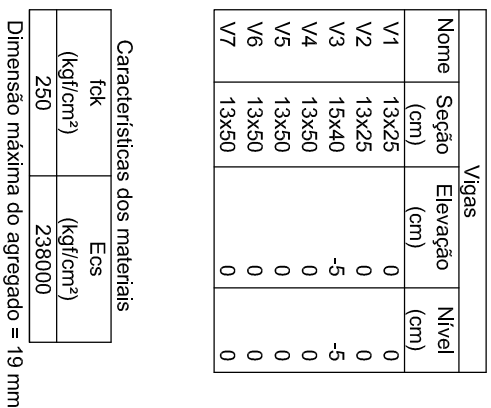 Vigas
Nome Seção Elevação Nível
(cm) (cm) (cm)
V1 13x25 0 0
V2 13x25 0 0
V3 15x40 -5 -5
V4 13x50 0 0
V5 13x50 0 0
V6 13x50 0 0
V7 13x50 0 0
Características dos materiais
fck Ecs
(kgf/cm²) (kgf/cm²)
250 238000
Dimensão máxima do agregado = 19 mm